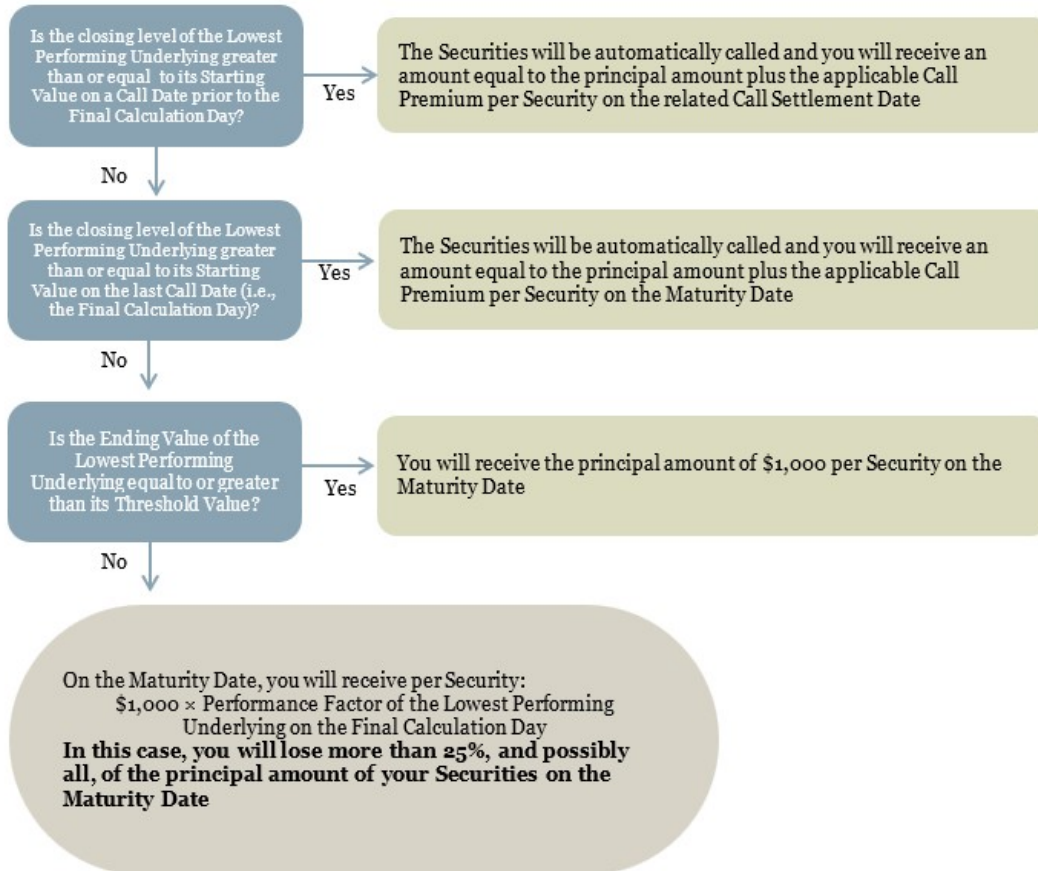 Is the closing level of the Lowest
Performing Underlying greater
than or equal to its Starting
Value on a Call Date prior to the
Final Calculation Day?
Yes
The Securities will be automatically called and you will receive an
amount equal to the principal amount plus the applicable Call
Premium per Security on the related Call Settlement Date
No
Is the closing level of the Lowest
Performing Underlying greater
than or equal to its Starting
Value on the last Call Date (i.e.,
the Final Calculation Day)?
Yes
The Securities will be automatically called and you will receive an
amount equal to the principal amount plus the applicable Call
Premium per Security on the Maturity Date
No
Is the Ending Value of the
Lowest Performing
Underlying equal to or greater
than its Threshold Value?
Yes
You will receive the principal amount of $1,000 per Security on the
Maturity Date
No
On the Maturity Date, you will receive per Security:
$1,000 × Performance Factor of the Lowest Performing
Underlying on the Final Calculation Day
In this case, you will lose more than 25%, and possibly
all, of the principal amount of your Securities on the
Maturity Date